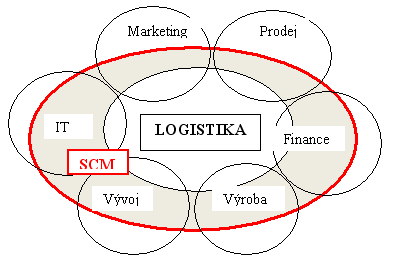 Marketing
Prodej
IT
LOGISTIKA
Finance
SCM
Vývoj
Výroba